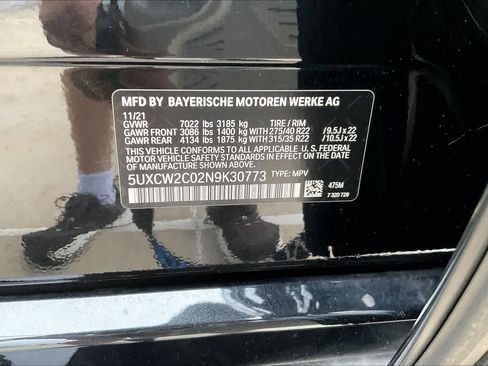 MFD BY BAYERISCHE MOTOREN WERKE AG
11/21
GVWR 7022 lbs 3185 kg TIRE / RIM
GAWR FRONT 3086 lbs 1400 kg WITH 275/40 R22 / 9.5J x 22
GAWR REAR 4134 lbs 1875 kg WITH 315/35 R22 / 10.5J x 22
THIS VEHICLE CONFORMS TO ALL APPLICABLE U.S. FEDERAL
MOTOR VEHICLE SAFETY STANDARDS IN EFFECT ON THE
DATE OF MANUFACTURE SHOWN ABOVE.
5UXCW2C02N9K30773 TYPE: MPV
475M
7 320 729